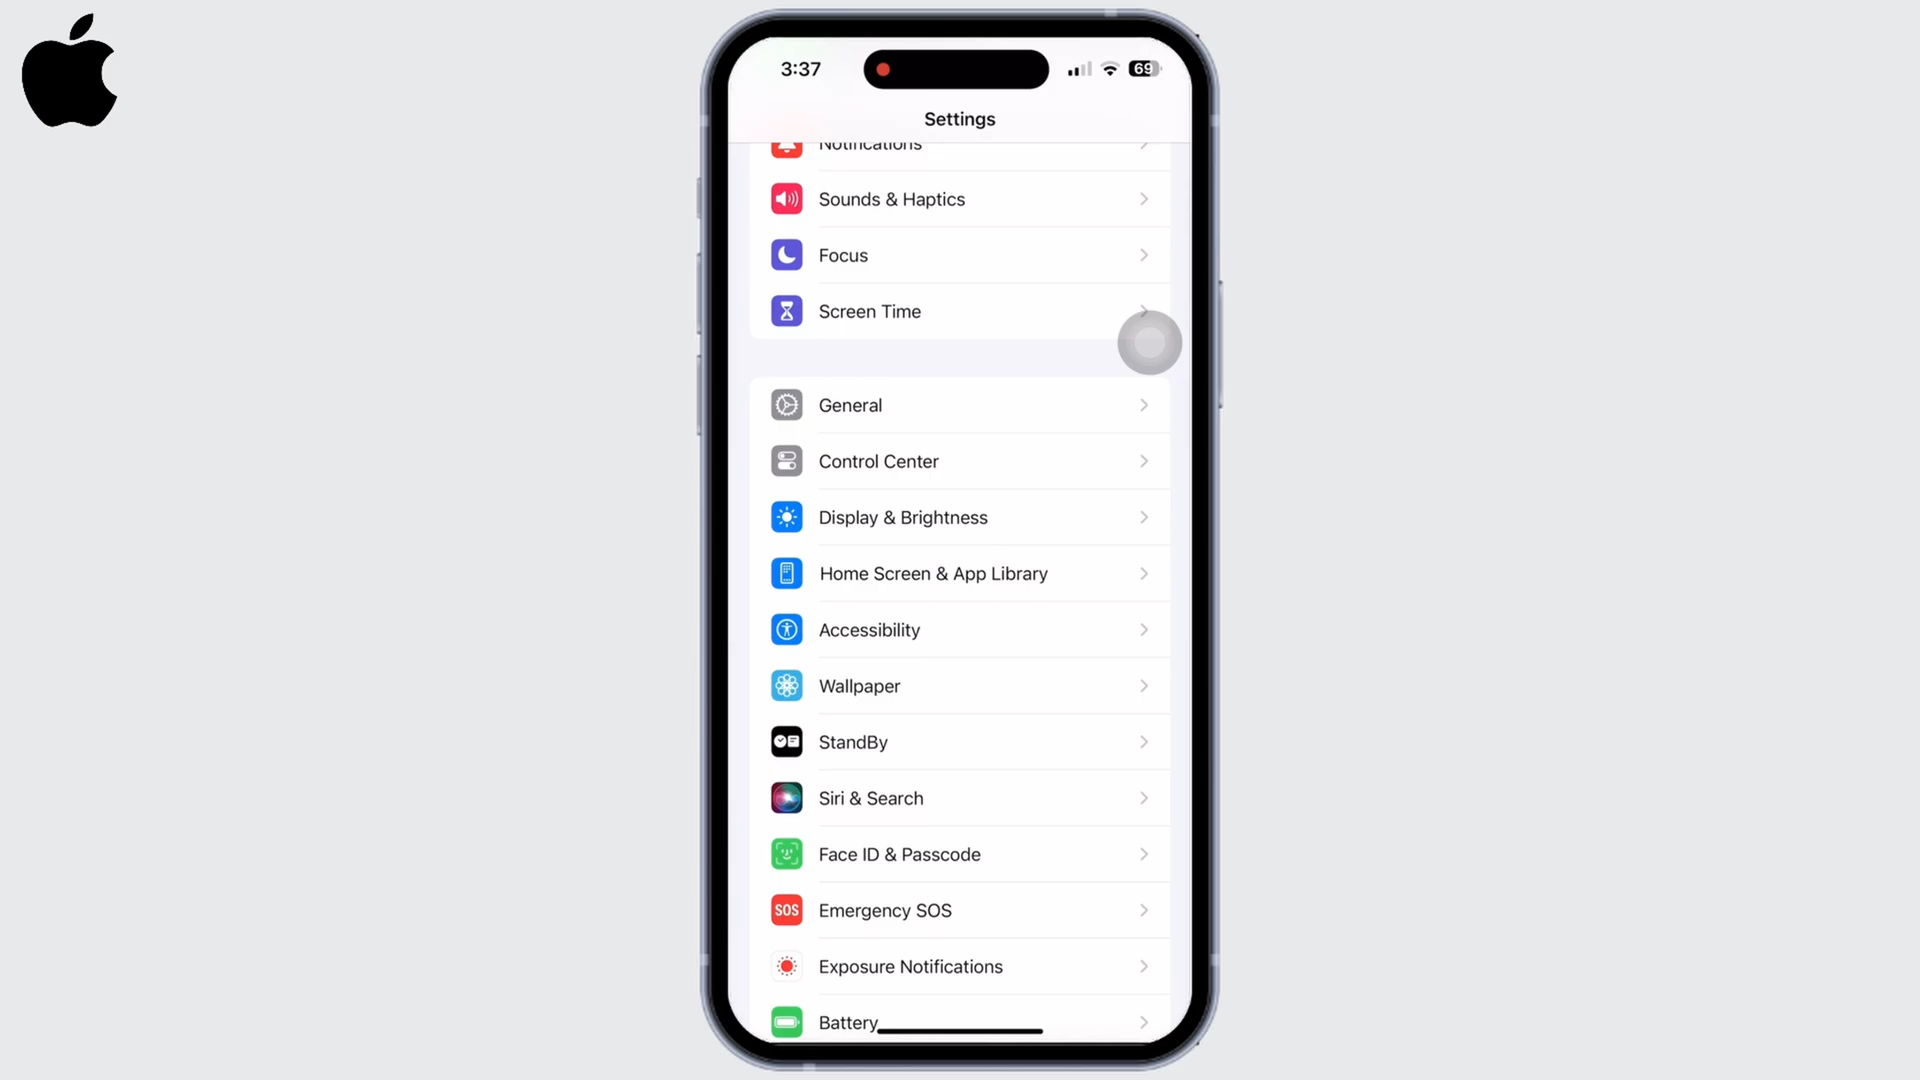 3:37
69
Settings
Notifications
Sounds & Haptics
Focus
Screen Time
General
Control Center
Display & Brightness
Home Screen & App Library
Accessibility
Wallpaper
StandBy
Siri & Search
Face ID & Passcode
SOS Emergency SOS
Exposure Notifications
Battery